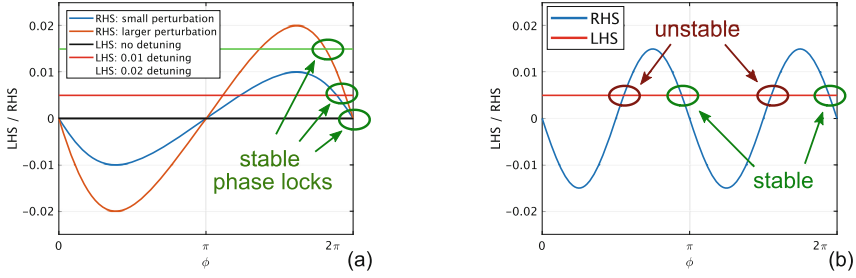 0.02
0.01
0
-0.01
-0.02
LHS / RHS
RHS: small perturbation
RHS: larger perturbation
LHS: no detuning
LHS: 0.01 detuning
LHS: 0.02 detuning
stable
phase locks
0
π
2π
ϕ
(a)
0.02
0.01
0
-0.01
-0.02
LHS / RHS
RHS
LHS
unstable
stable
0
π
2π
ϕ
(b)